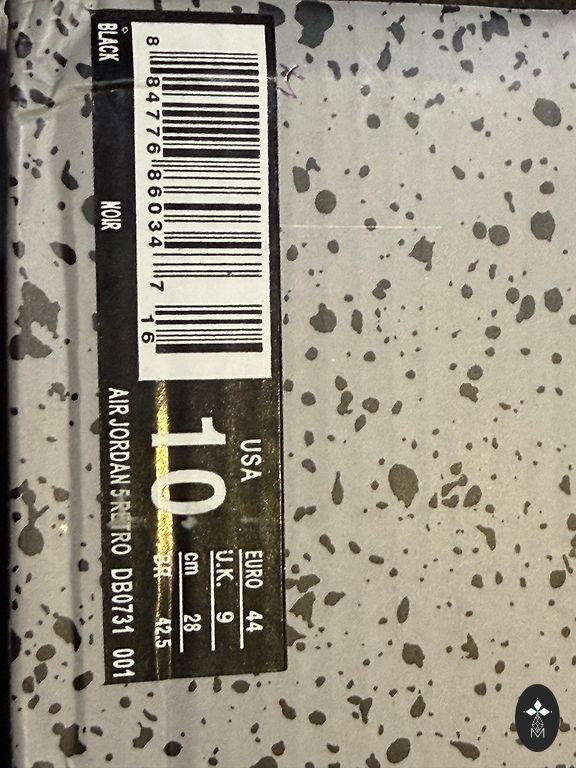 BLACK NOIR AIR JORDAN 5 RETRO DB0731 001
8 84776 86034 7 16
USA
10
EURO 44
U.K. 9
cm 28
BR 42.5
M